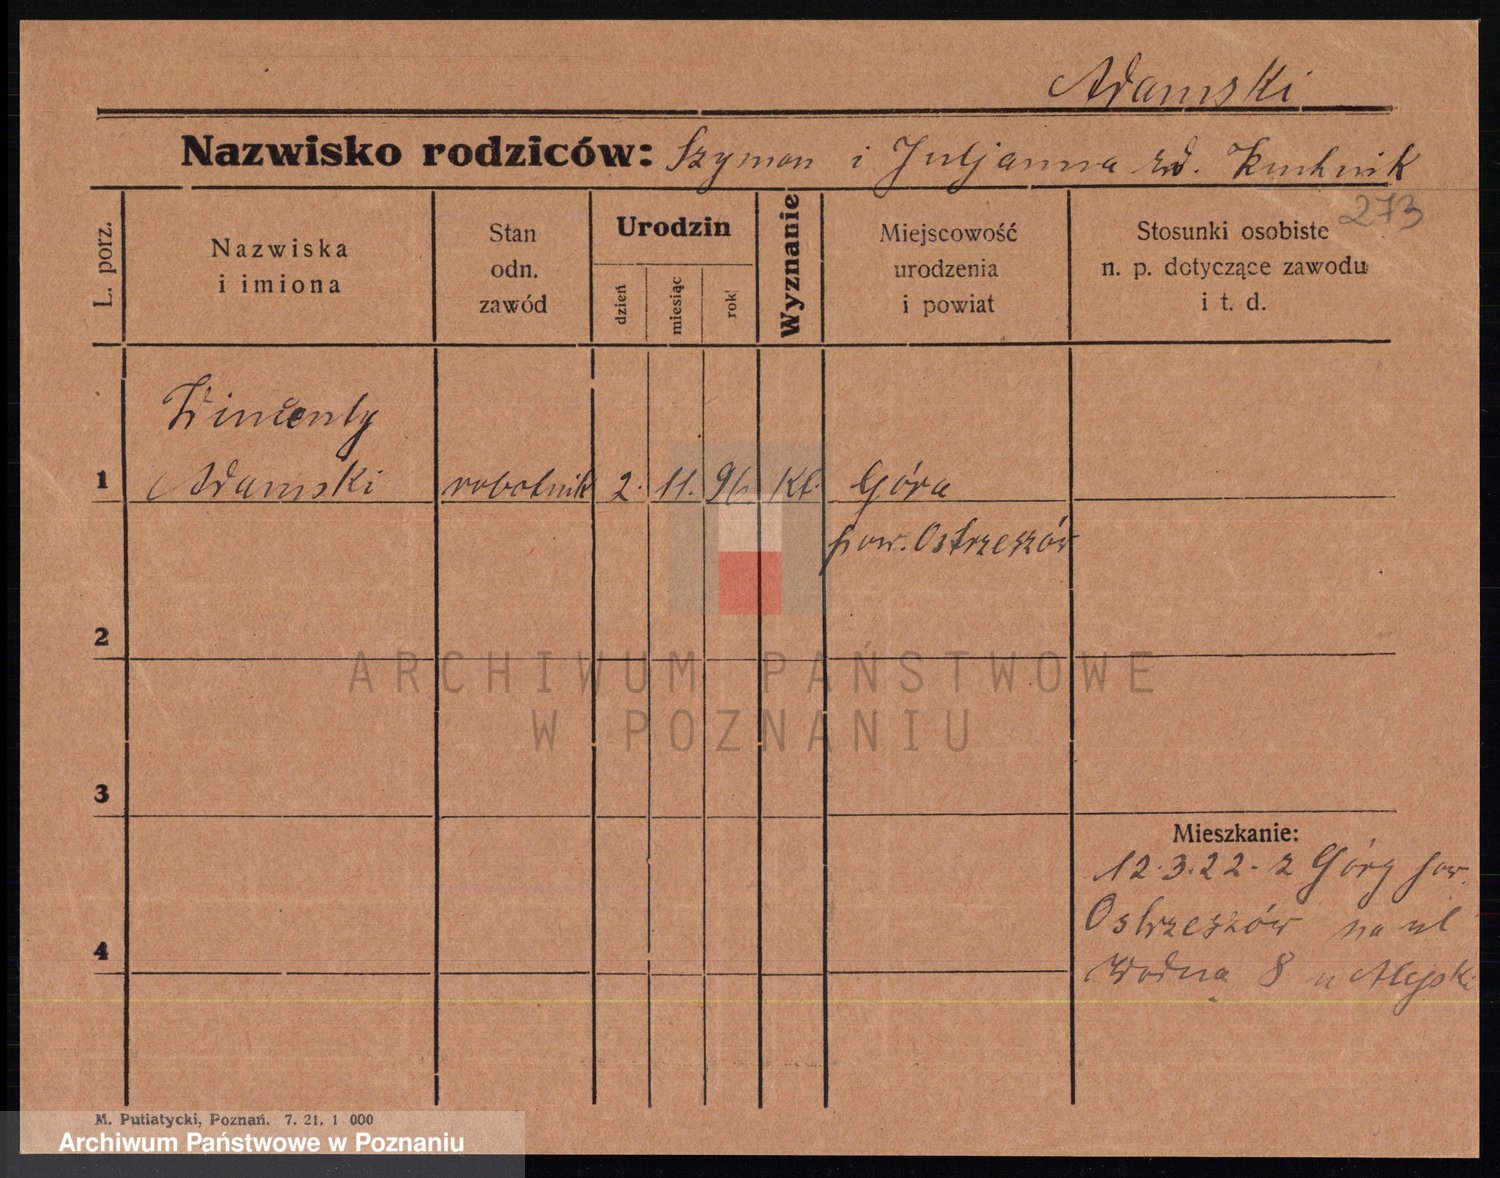 Adamski
Nazwisko rodziców: Szymon i Juljanna zd. Kuchnik
273
L. porz.
Nazwiska
i imiona
Stan
odn.
zawód
Urodzin
dzień
miesiąc
rok
Wyznanie
Miejscowość
urodzenia
i powiat
Stosunki osobiste
n. p. dotyczące zawodu
i t. d.
Wincenty
1 Adamski robotnik 2. 11. 96 kt. Góra
pow. Ostrzeszów
2
3
4
Mieszkanie:
12.3.22 - z Góry pow.
Ostrzeszów na ul
Wodna 8 u
ARCHIWUM PAŃSTWOWE
W POZNANIU
M. Putiatycki, Poznań. 7. 21, 1 000
Archiwum Państwowe w Poznaniu